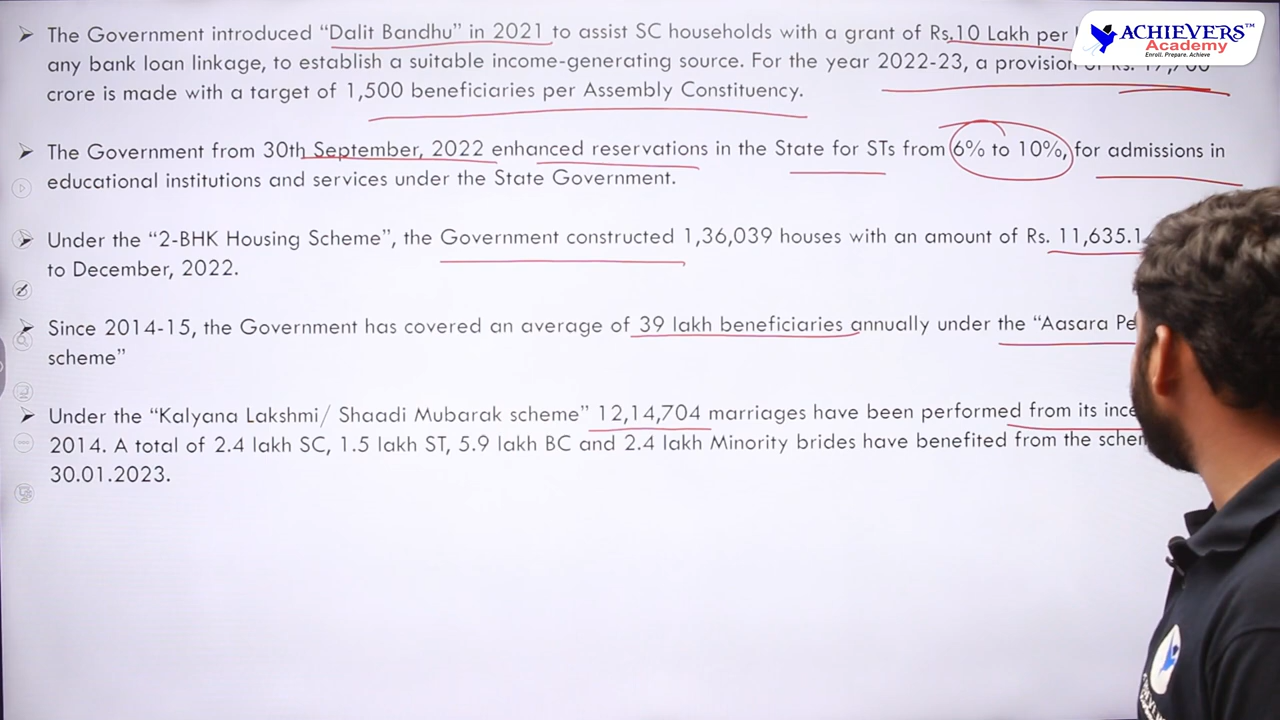 ➤ The Government introduced “Dalit Bandhu” in 2021 to assist SC households with a grant of Rs.10 Lakh per
any bank loan linkage, to establish a suitable income-generating source. For the year 2022-23, a provision of Rs. 17,700
crore is made with a target of 1,500 beneficiaries per Assembly Constituency.
➤ The Government from 30th September, 2022 enhanced reservations in the State for STs from 6% to 10%, for admissions in
educational institutions and services under the State Government.
➤ Under the “2-BHK Housing Scheme”, the Government constructed 1,36,039 houses with an amount of Rs. 11,635.1
to December, 2022.
➤ Since 2014-15, the Government has covered an average of 39 lakh beneficiaries annually under the “Aasara Pe
scheme”
➤ Under the “Kalyana Lakshmi/ Shaadi Mubarak scheme” 12,14,704 marriages have been performed from its ince
2014. A total of 2.4 lakh SC, 1.5 lakh ST, 5.9 lakh BC and 2.4 lakh Minority brides have benefited from the schem
30.01.2023.
ACHIEVERS™
Academy
Enroll. Prepare. Achieve